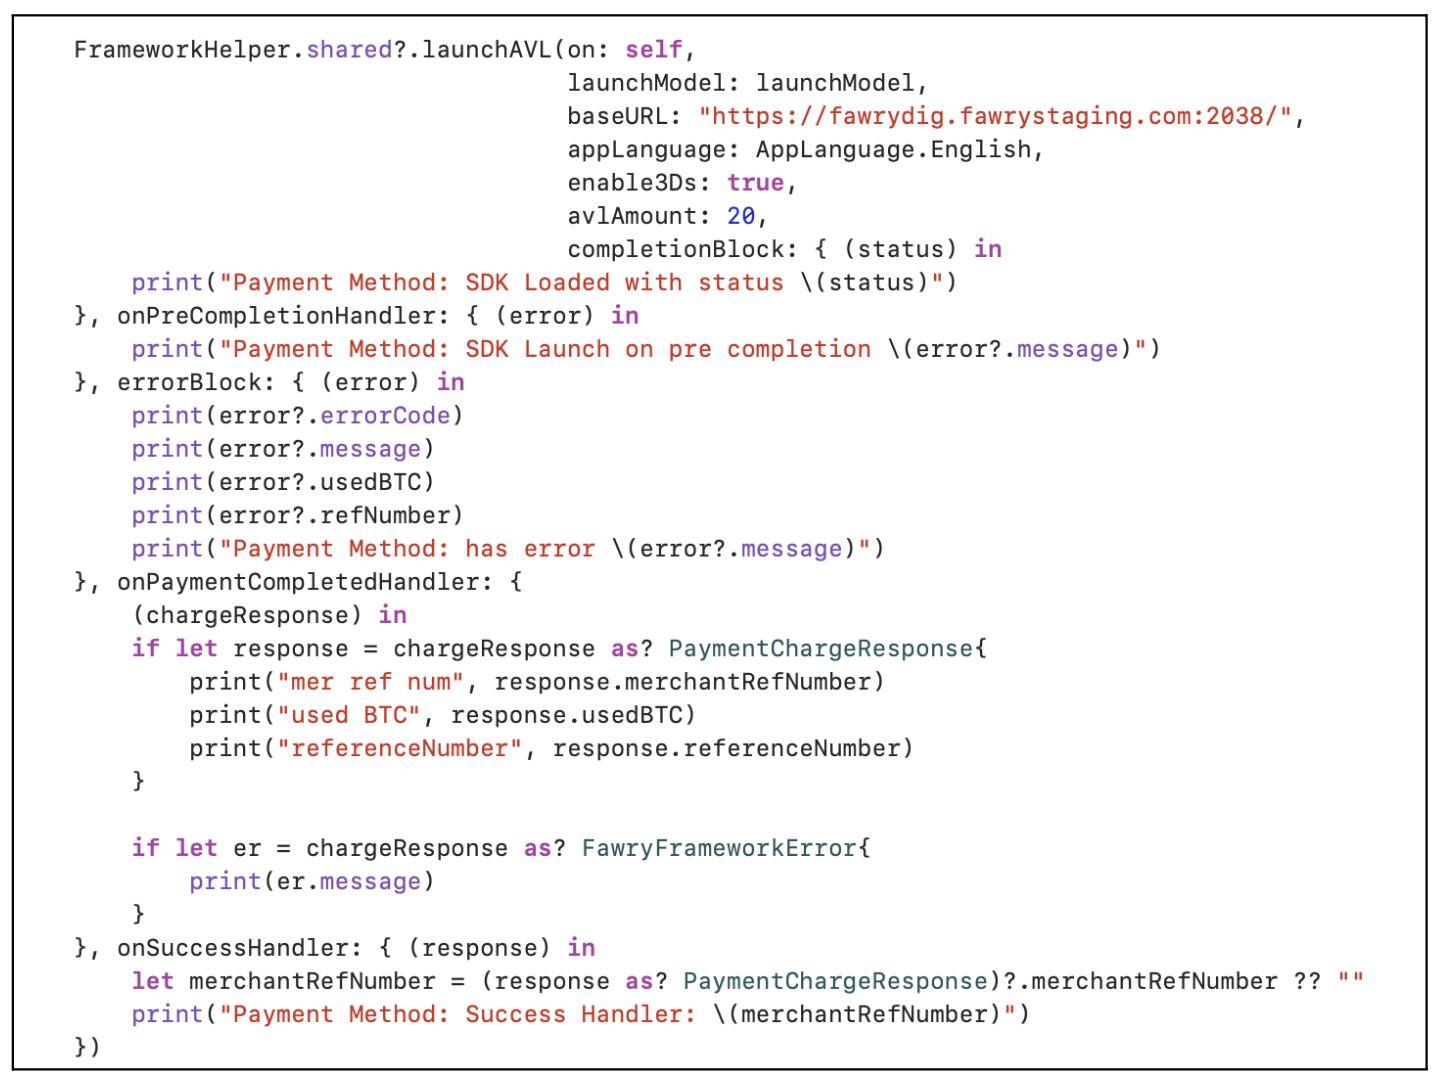 FrameworkHelper.shared?.launchAVL(on: self,
launchModel: launchModel,
baseURL: "https://fawrydig.fawrystaging.com:2038/",
appLanguage: AppLanguage.English,
enable3Ds: true,
avlAmount: 20,
completionBlock: { (status) in
print("Payment Method: SDK Loaded with status \(status)")
}, onPreCompletionHandler: { (error) in
print("Payment Method: SDK Launch on pre completion \(error?.message)")
}, errorBlock: { (error) in
print(error?.errorCode)
print(error?.message)
print(error?.usedBTC)
print(error?.refNumber)
print("Payment Method: has error \(error?.message)")
}, onPaymentCompletedHandler: {
(chargeResponse) in
if let response = chargeResponse as? PaymentChargeResponse{
print("mer ref num", response.merchantRefNumber)
print("used BTC", response.usedBTC)
print("referenceNumber", response.referenceNumber)
}
if let er = chargeResponse as? FawryFrameworkError{
print(er.message)
}
}, onSuccessHandler: { (response) in
let merchantRefNumber = (response as? PaymentChargeResponse)?.merchantRefNumber ?? ""
print("Payment Method: Success Handler: \(merchantRefNumber)")
})